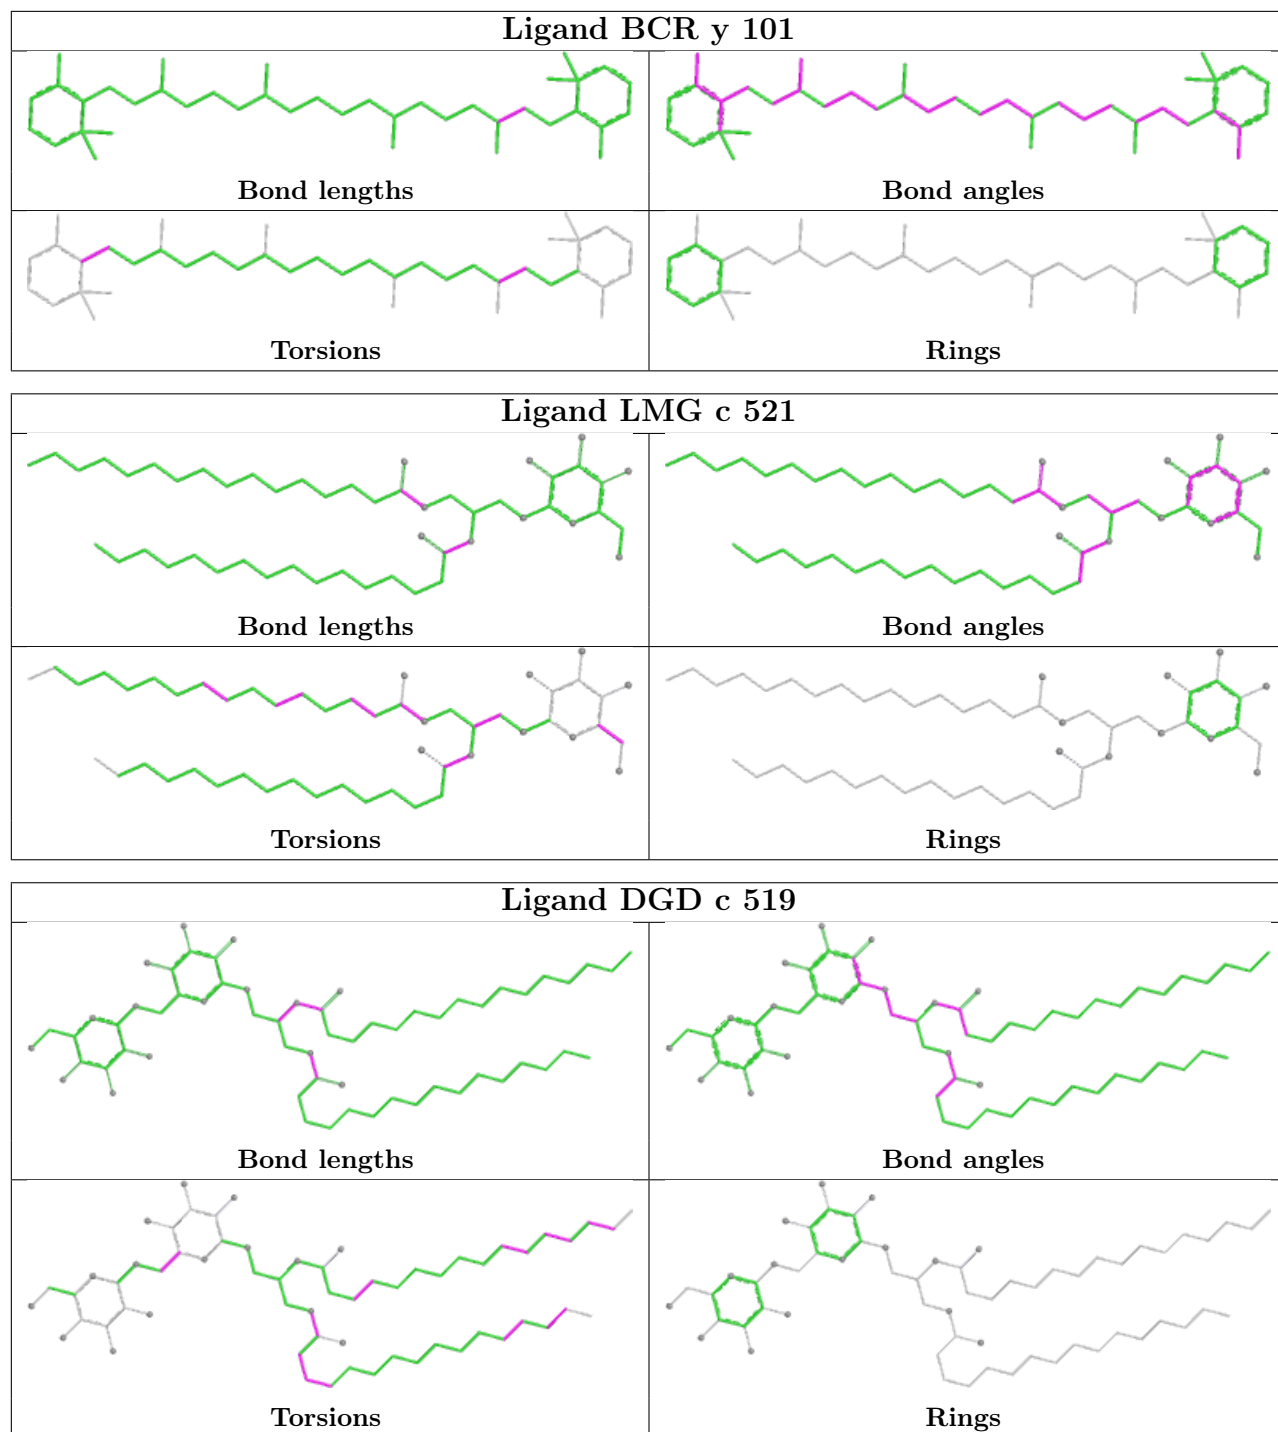 Ligand BCR y 101
Bond lengths
Bond angles
Torsions
Rings
Ligand LMG c 521
Bond lengths
Bond angles
Torsions
Rings
Ligand DGD c 519
Bond lengths
Bond angles
Torsions
Rings